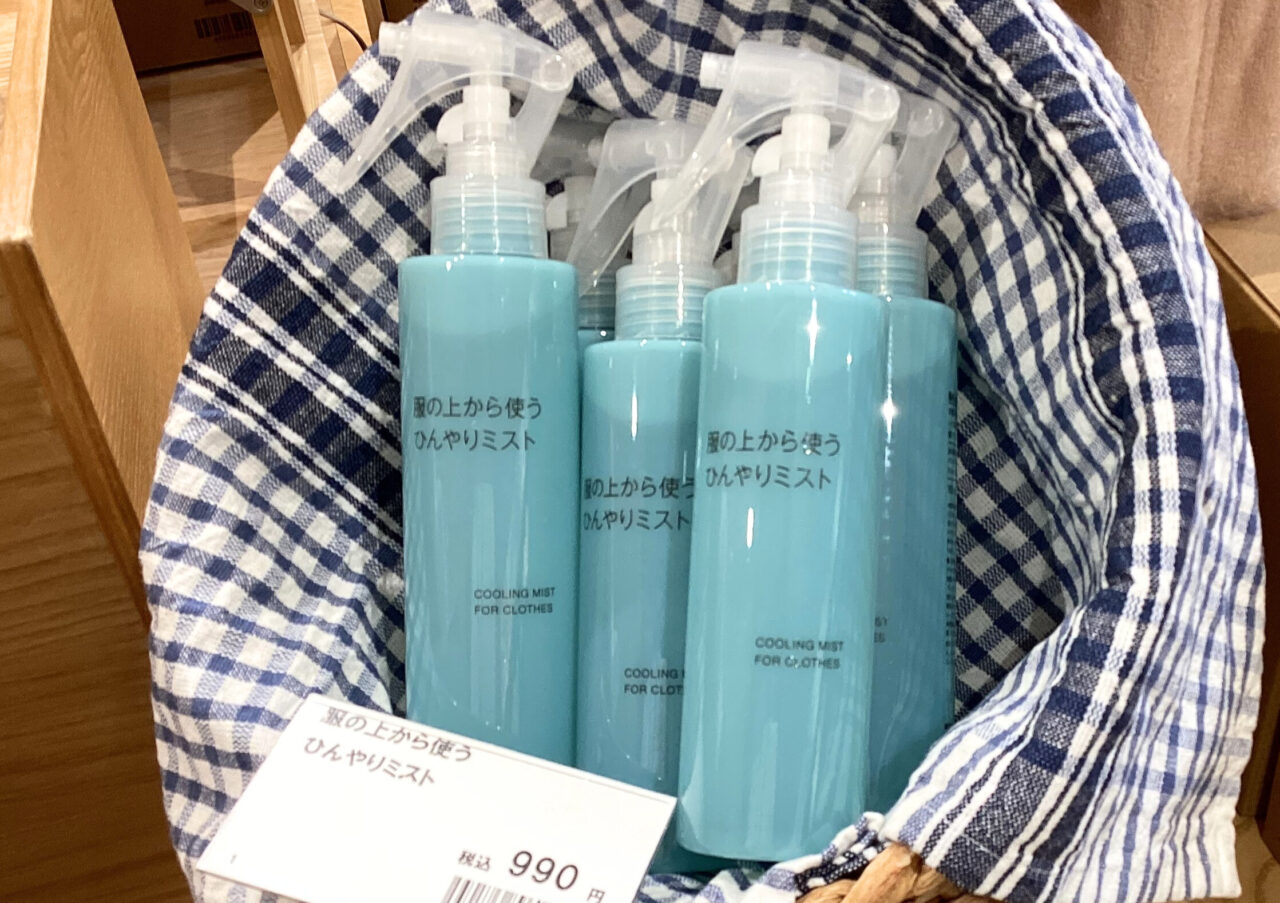 服の上から使う
ひんやりミスト
COOLING MIST
FOR CLOTHES
服の上から使う
ひんやりミスト
COOLING
FOR CLOT
服の上から使う
ひんやりミスト
COOLING MIST
FOR CLOTHES
服の上から使う
ひんやりミスト
税込 990 円